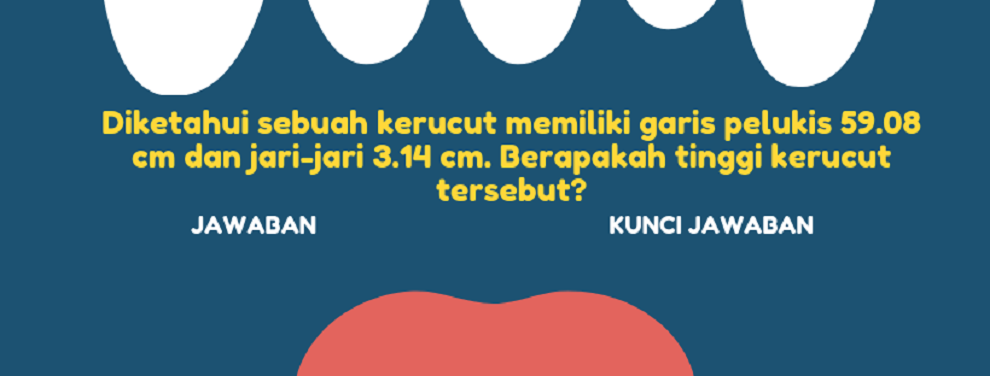 Diketahui sebuah kerucut memiliki garis pelukis 59.08
cm dan jari-jari 3.14 cm. Berapakah tinggi kerucut
tersebut?
JAWABAN
KUNCI JAWABAN